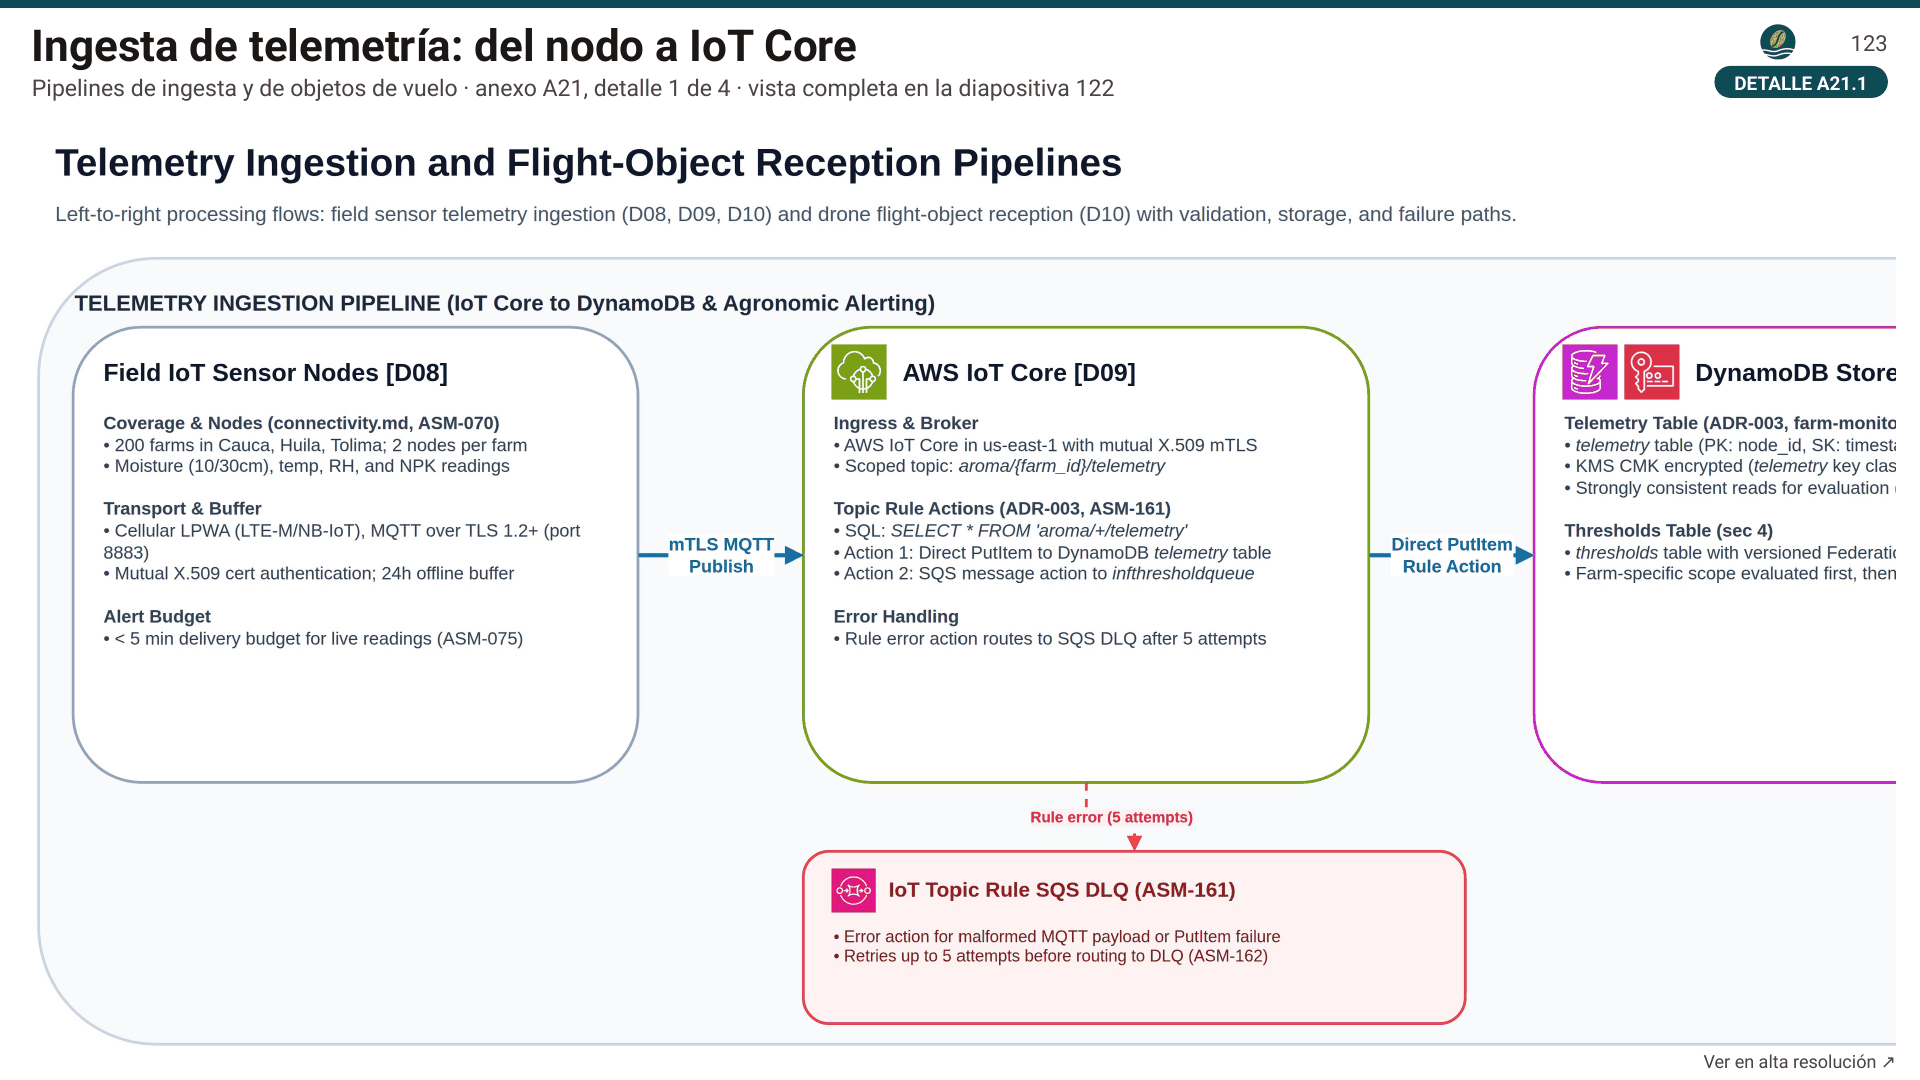 Ingesta de telemetría: del nodo a IoT Core
123
Pipelines de ingesta y de objetos de vuelo · anexo A21, detalle 1 de 4 · vista completa en la diapositiva 122
DETALLE A21.1
Telemetry Ingestion and Flight-Object Reception Pipelines
Left-to-right processing flows: field sensor telemetry ingestion (D08, D09, D10) and drone flight-object reception (D10) with validation, storage, and failure paths.
TELEMETRY INGESTION PIPELINE (IoT Core to DynamoDB & Agronomic Alerting)
Field IoT Sensor Nodes [D08]
Coverage & Nodes (connectivity.md, ASM-070)
• 200 farms in Cauca, Huila, Tolima; 2 nodes per farm
• Moisture (10/30cm), temp, RH, and NPK readings
Transport & Buffer
• Cellular LPWA (LTE-M/NB-IoT), MQTT over TLS 1.2+ (port
8883)
• Mutual X.509 cert authentication; 24h offline buffer
Alert Budget
• < 5 min delivery budget for live readings (ASM-075)
mTLS MQTT
Publish
AWS IoT Core [D09]
Ingress & Broker
• AWS IoT Core in us-east-1 with mutual X.509 mTLS
• Scoped topic: aroma/{farm_id}/telemetry
Topic Rule Actions (ADR-003, ASM-161)
• SQL: SELECT * FROM 'aroma/+/telemetry'
• Action 1: Direct PutItem to DynamoDB telemetry table
• Action 2: SQS message action to infthresholdqueue
Error Handling
• Rule error action routes to SQS DLQ after 5 attempts
Direct PutItem
Rule Action
DynamoDB Store
Telemetry Table (ADR-003, farm-monito
• telemetry table (PK: node_id, SK: timesta
• KMS CMK encrypted (telemetry key clas
• Strongly consistent reads for evaluation
Thresholds Table (sec 4)
• thresholds table with versioned Federatio
• Farm-specific scope evaluated first, then
Rule error (5 attempts)
IoT Topic Rule SQS DLQ (ASM-161)
• Error action for malformed MQTT payload or PutItem failure
• Retries up to 5 attempts before routing to DLQ (ASM-162)
Ver en alta resolución ↗